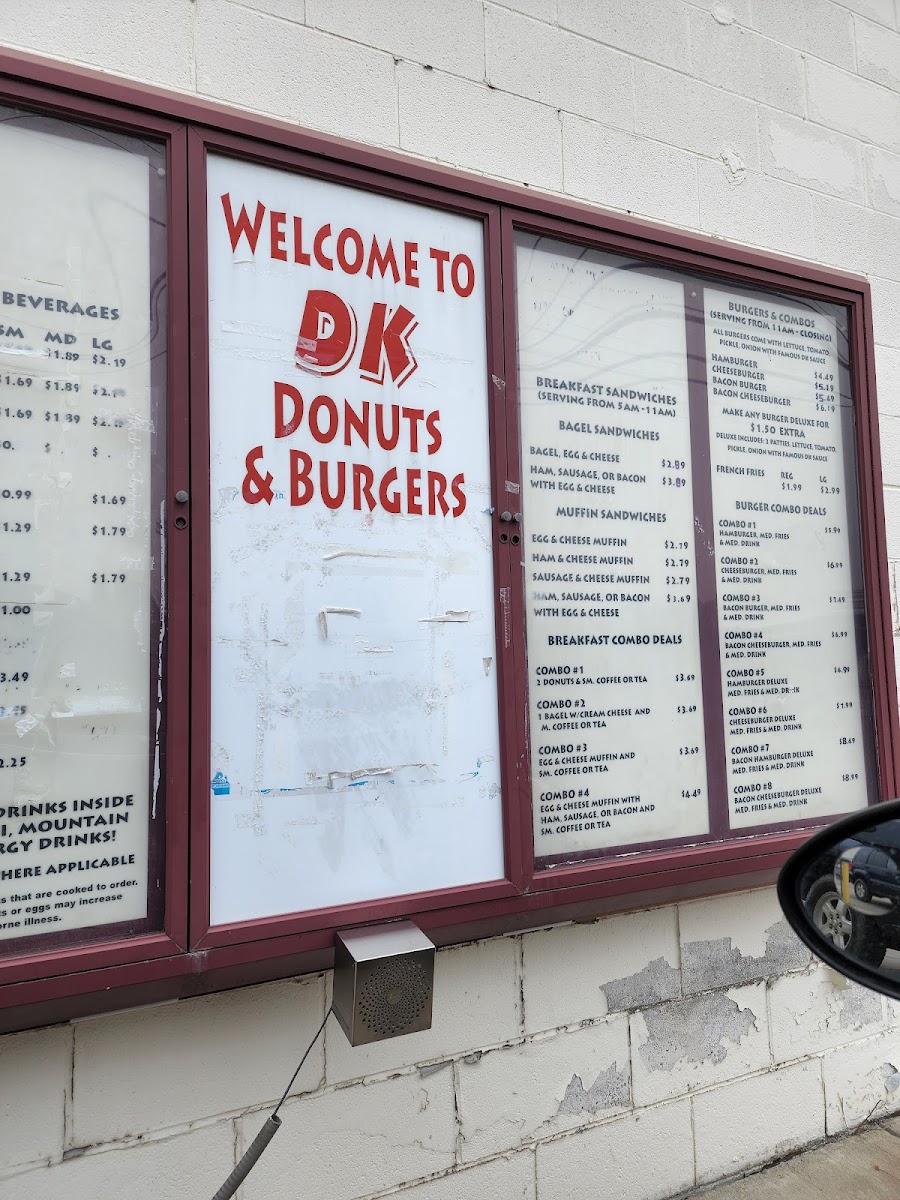 BEVERAGES
SM MD LG
$1.89 $2.19
$1.69 $1.89
$1.69 $1.89
0.99 $1.69
1.29 $1.79
1.29 $1.79
$1.00
3.49
2.25
DRINKS INSIDE
I, MOUNTAIN
RGY DRINKS!
HERE APPLICABLE
s that are cooked to order.
s or eggs may increase
orne illness.
WELCOME TO
DK
DONUTS
& BURGERS
BREAKFAST SANDWICHES
(SERVING FROM 5AM - 11AM)
BAGEL SANDWICHES
BAGEL, EGG & CHEESE $2.89
HAM, SAUSAGE, OR BACON $3.89
WITH EGG & CHEESE
MUFFIN SANDWICHES
EGG & CHEESE MUFFIN $2.79
HAM & CHEESE MUFFIN $2.79
SAUSAGE & CHEESE MUFFIN $2.79
HAM, SAUSAGE, OR BACON $3.69
WITH EGG & CHEESE
BREAKFAST COMBO DEALS
COMBO #1
2 DONUTS & SM. COFFEE OR TEA $3.69
COMBO #2
1 BAGEL W/CREAM CHEESE AND $3.69
M. COFFEE OR TEA
COMBO #3
EGG & CHEESE MUFFIN AND $3.69
SM. COFFEE OR TEA
COMBO #4 $4.49
EGG & CHEESE MUFFIN WITH
HAM, SAUSAGE, OR BACON AND
SM. COFFEE OR TEA
BURGERS & COMBOS
(SERVING FROM 11AM - CLOSING)
ALL BURGERS COME WITH LETTUCE, TOMATO,
PICKLE, ONION WITH FAMOUS DK SAUCE
HAMBURGER $4.49
CHEESEBURGER $5.19
BACON BURGER $5.49
BACON CHEESEBURGER $6.19
MAKE ANY BURGER DELUXE FOR
$1.50 EXTRA
DELUXE INCLUDES: 2 PATTIES, LETTUCE, TOMATO,
PICKLE, ONION WITH FAMOUS DK SAUCE
FRENCH FRIES REG LG
$1.99 $2.99
BURGER COMBO DEALS
COMBO #1 $5.99
HAMBURGER, MED. FRIES
& MED. DRINK
COMBO #2 $6.99
CHEESEBURGER, MED. FRIES
& MED. DRINK
COMBO #3 $7.49
BACON BURGER, MED. FRIES
& MED. DRINK
COMBO #4 $6.99
BACON CHEESEBURGER, MED. FRIES
& MED. DRINK
COMBO #5 $6.99
HAMBURGER DELUXE
MED. FRIES & MED. DR
COMBO #6 $7.99
CHEESEBURGER DELUXE
MED. FRIES & MED. DRINK
COMBO #7 $8.49
BACON HAMBURGER DELUXE
MED. FRIES & MED. DRINK
COMBO #8 $8.99
BACON CHEESEBURGER DELUXE
MED. FRIES & MED. DRINK